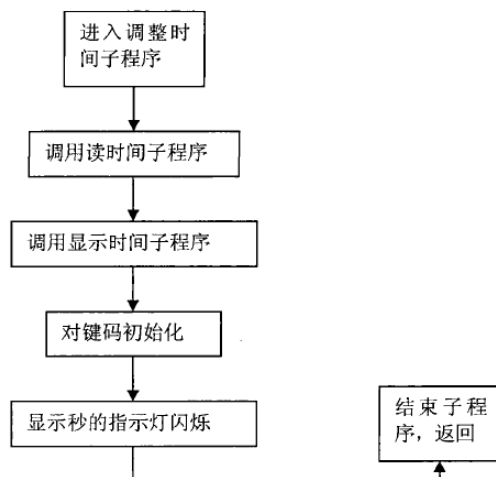 进入调整时
间子程序
调用读时间子程序
调用显示时间子程序
对键码初始化
显示秒的指示灯闪烁
结束子程
序，返回